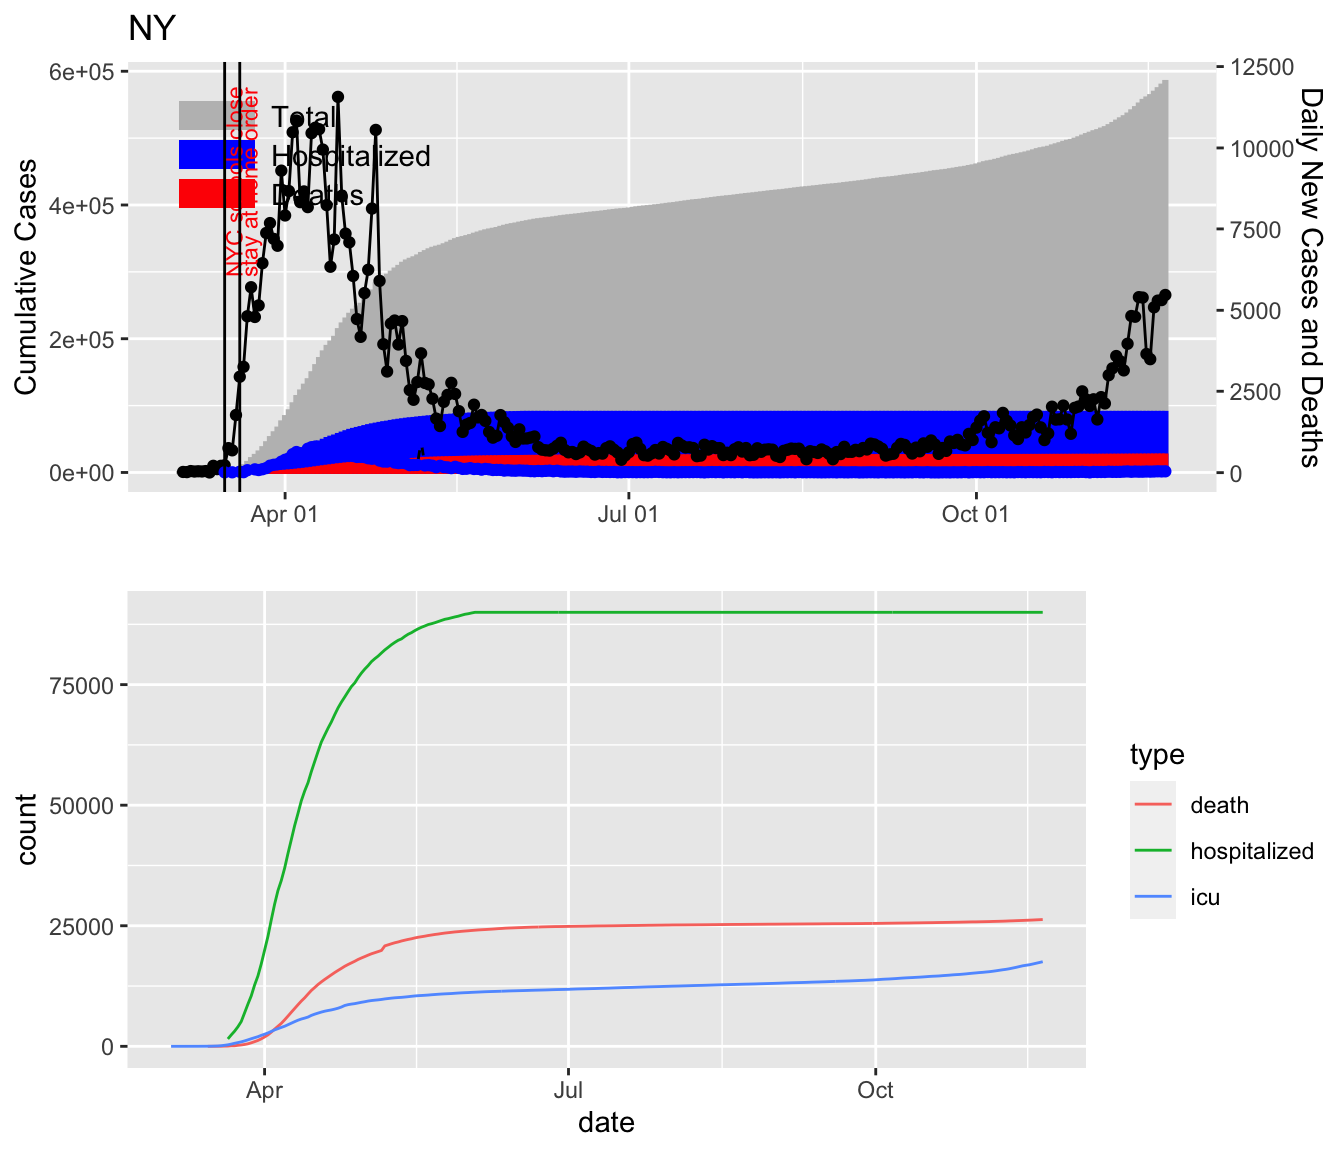 NY
6e+05
4e+05
2e+05
0e+00
Cumulative Cases
12500
10000
7500
5000
2500
0
Daily New Cases and Deaths
Total
Hospitalized
Deaths
NYC schools close
stay at home order
Apr 01
Jul 01
Oct 01
75000
50000
25000
0
count
Apr
Jul
Oct
date
type
death
hospitalized
icu